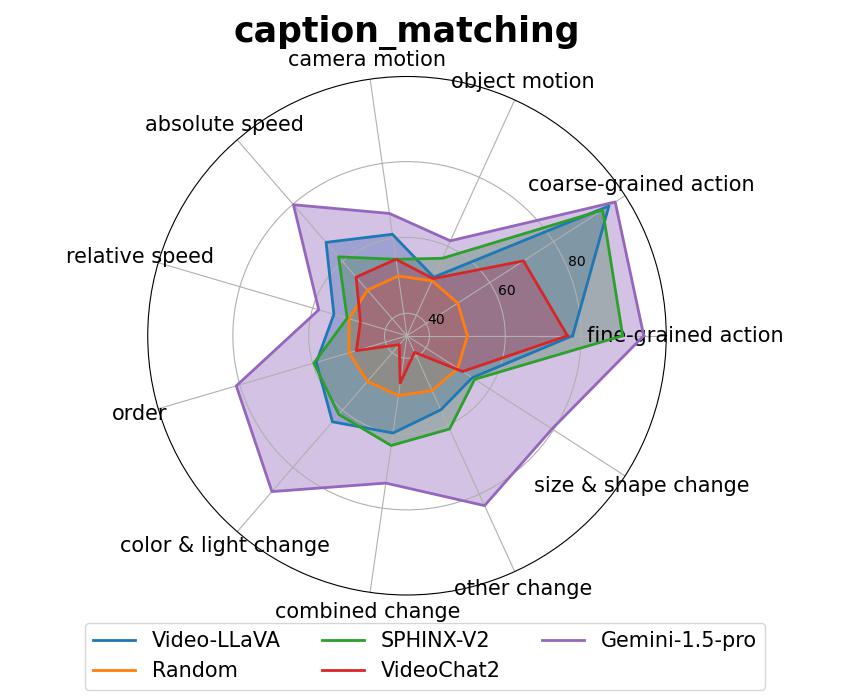 caption_matching
camera motion
object motion
absolute speed
coarse-grained action
relative speed
80
60
40
fine-grained action
order
size & shape change
color & light change
other change
combined change
Video-LLaVA
SPHINX-V2
Gemini-1.5-pro
Random
VideoChat2